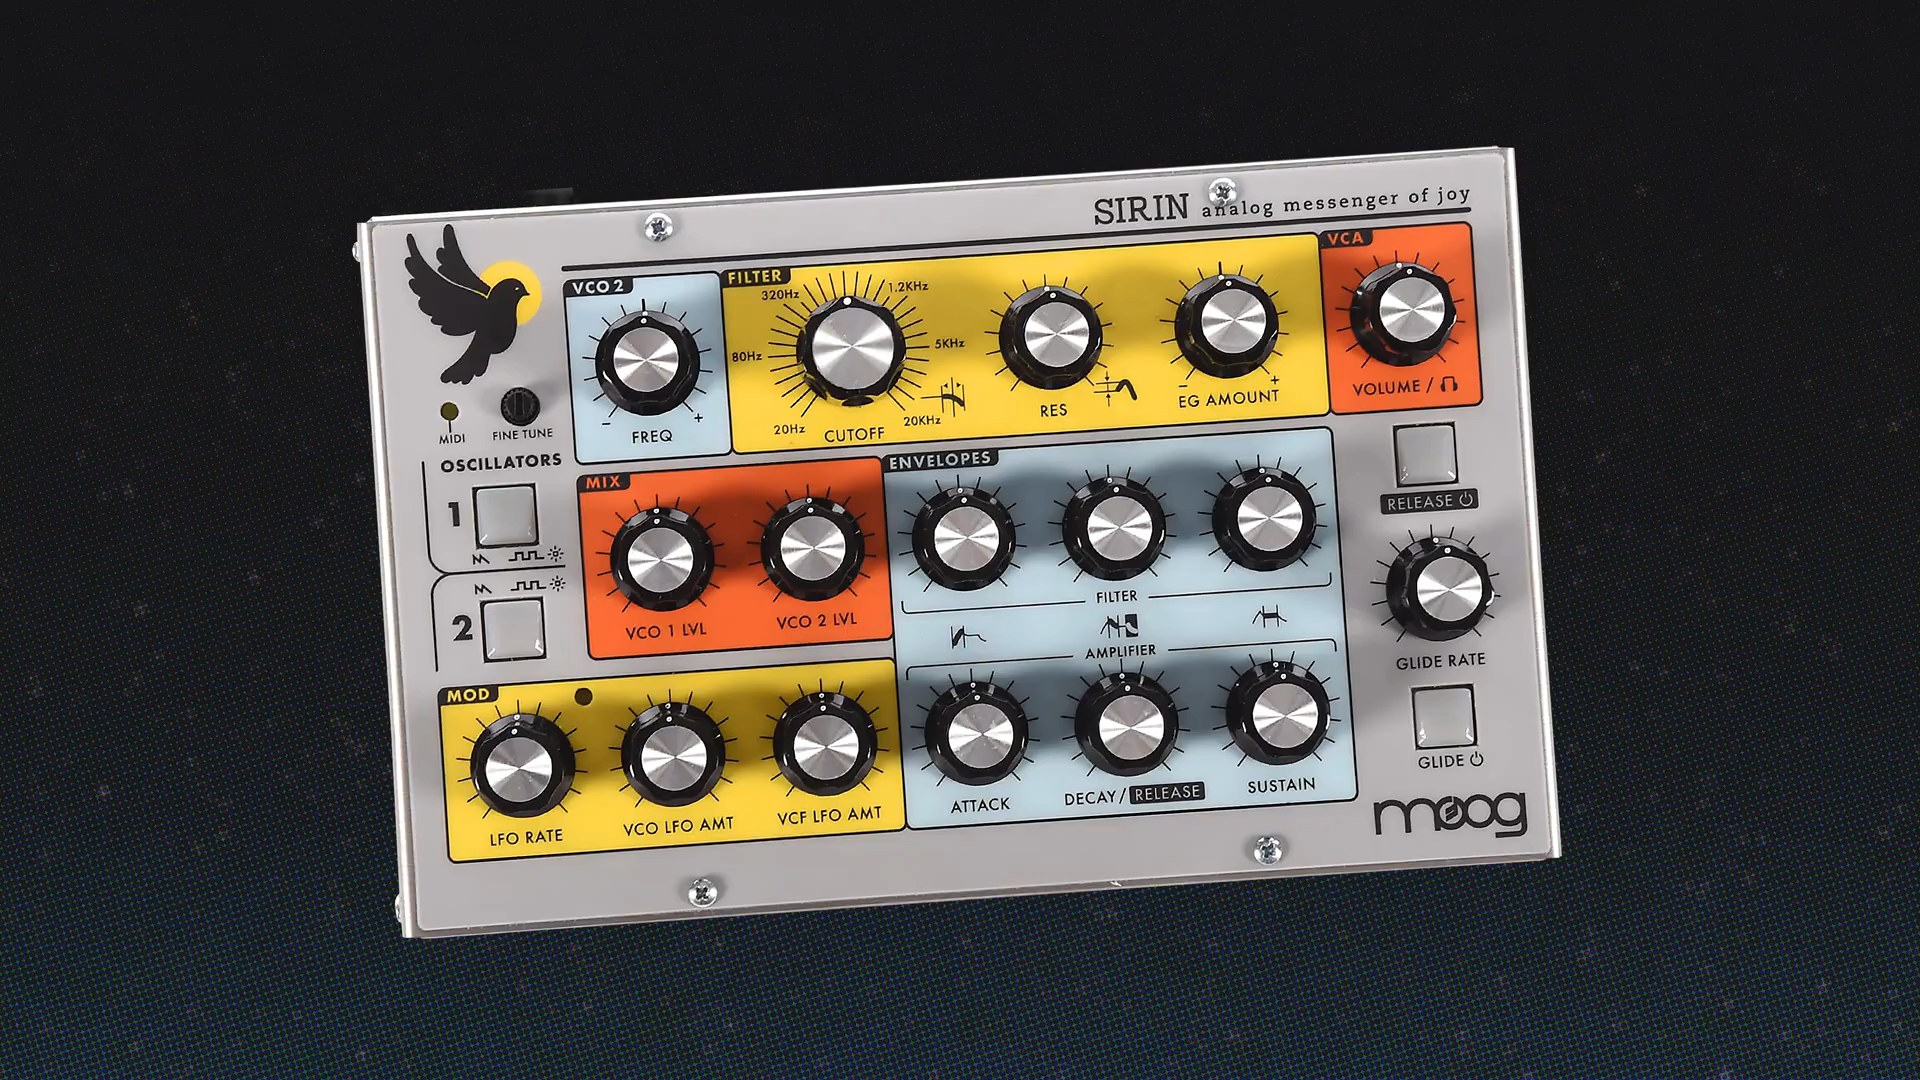 SIRIN analog messenger of joy
VCO 2
FILTER
VCA
320Hz
1.2KHz
80Hz
5KHz
20Hz
20KHz
- +
FREQ
CUTOFF
RES
- +
EG AMOUNT
VOLUME /
MIDI
FINE TUNE
OSCILLATORS
1
2
MIX
VCO 1 LVL
VCO 2 LVL
ENVELOPES
FILTER
AMPLIFIER
ATTACK
DECAY / RELEASE
SUSTAIN
RELEASE
GLIDE RATE
GLIDE
MOD
LFO RATE
VCO LFO AMT
VCF LFO AMT
moog